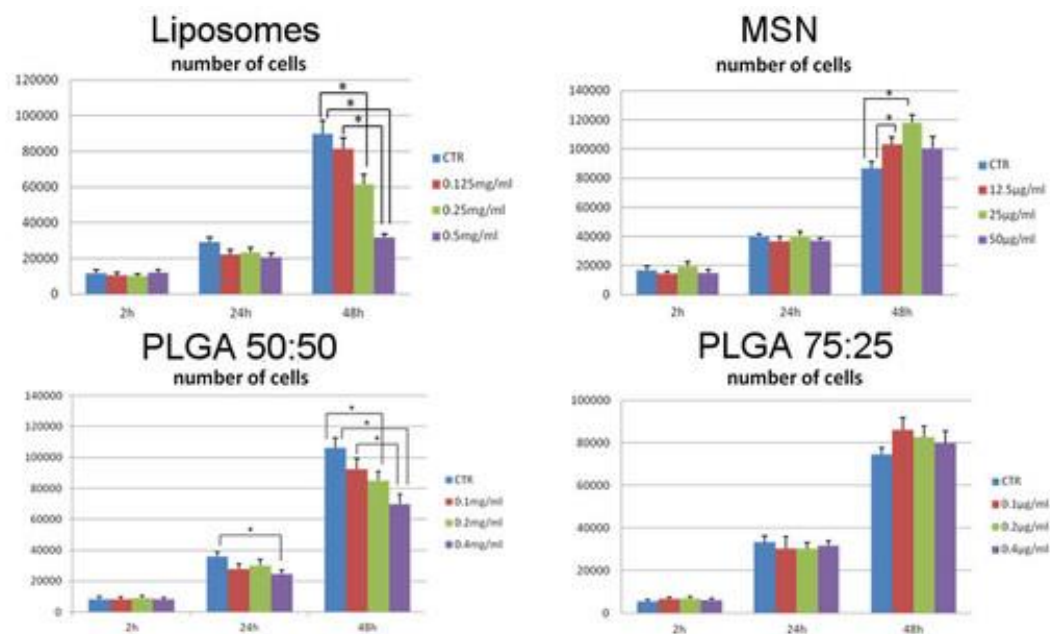 Liposomes
number of cells
120000
100000
80000
60000
40000
20000
0
2h
24h
48h
*
*
*
CTR
0.125mg/ml
0.25mg/ml
0.5mg/ml
MSN
number of cells
140000
120000
100000
80000
60000
40000
20000
0
2h
24h
48h
*
*
CTR
12.5µg/ml
25µg/ml
50µg/ml
PLGA 50:50
number of cells
140000
120000
100000
80000
60000
40000
20000
0
2h
24h
48h
*
*
*
*
CTR
0.1mg/ml
0.2mg/ml
0.4mg/ml
PLGA 75:25
number of cells
100000
80000
60000
40000
20000
0
2h
24h
48h
CTR
0.1µg/ml
0.2µg/ml
0.4µg/ml